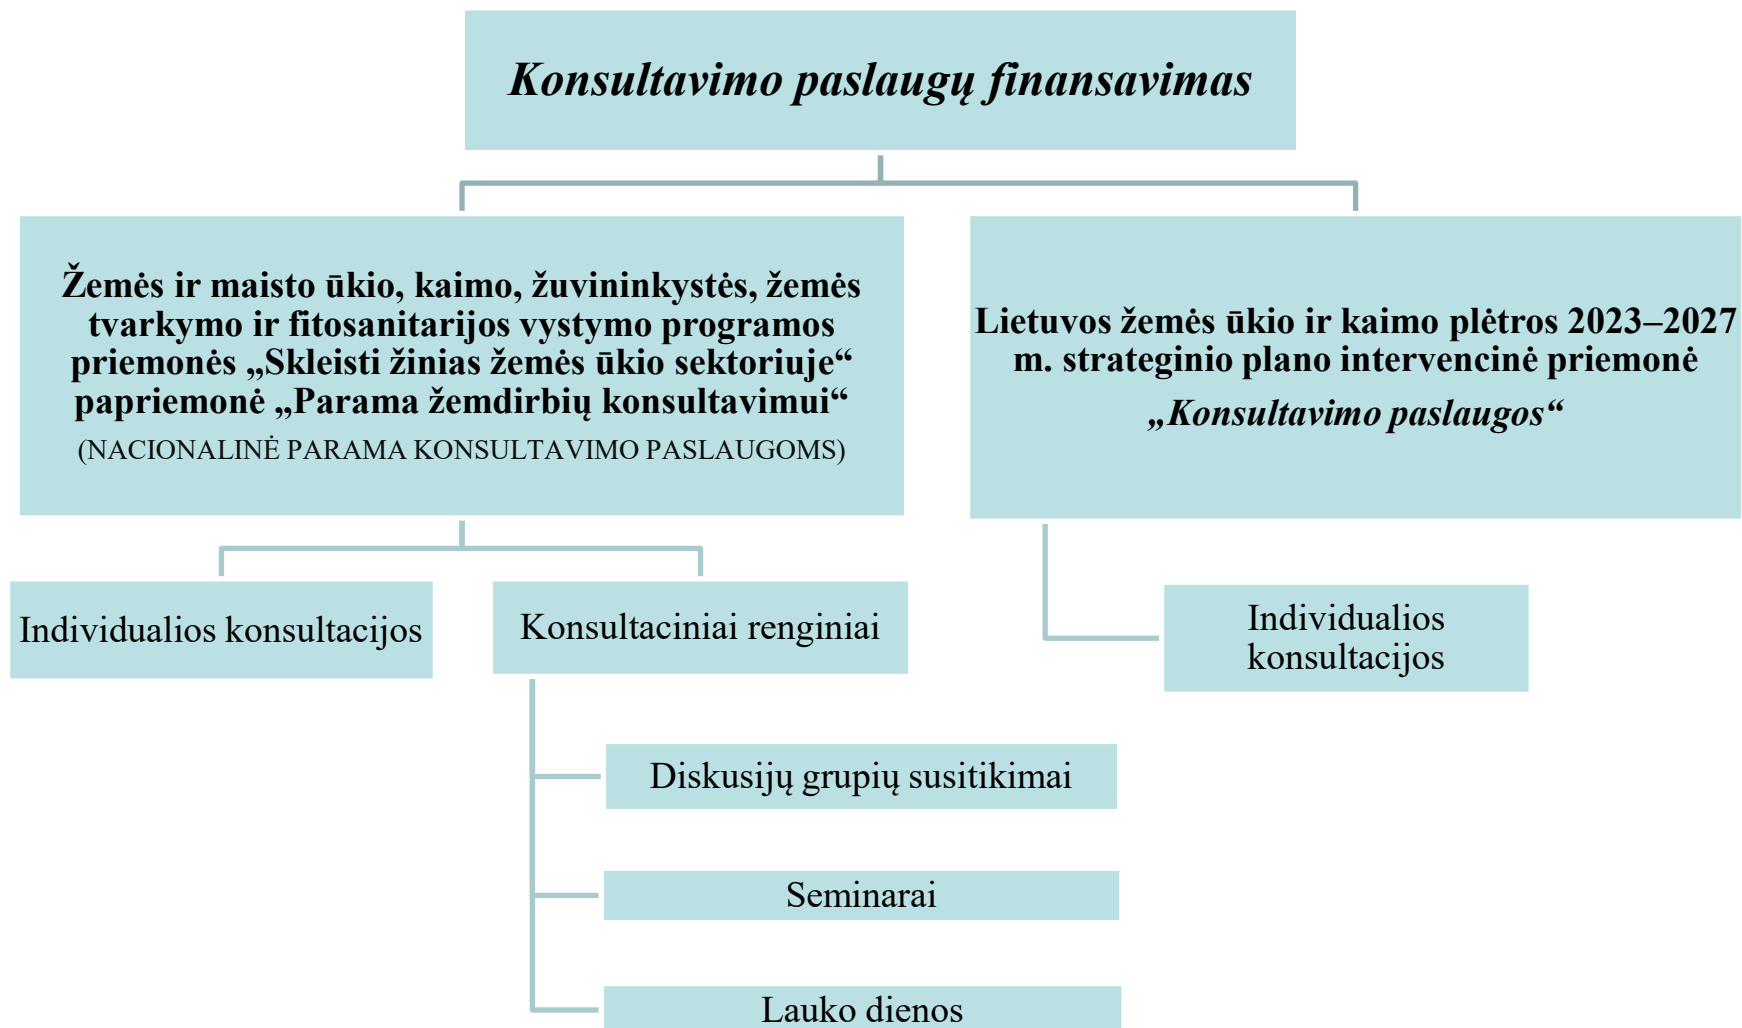 Konsultavimo paslaugų finansavimas
Žemės ir maisto ūkio, kaimo, žuvininkystės, žemės
tvarkymo ir fitosanitarijos vystymo programos
priemonės „Skleisti žinias žemės ūkio sektoriuje“
papriemonė „Parama žemdirbių konsultavimui“
(NACIONALINĖ PARAMA KONSULTAVIMO PASLAUGOMS)
Lietuvos žemės ūkio ir kaimo plėtros 2023–2027
m. strateginio plano intervencinė priemonė
„Konsultavimo paslaugos“
Individualios konsultacijos
Konsultaciniai renginiai
Individualios
konsultacijos
Diskusijų grupių susitikimai
Seminarai
Lauko dienos